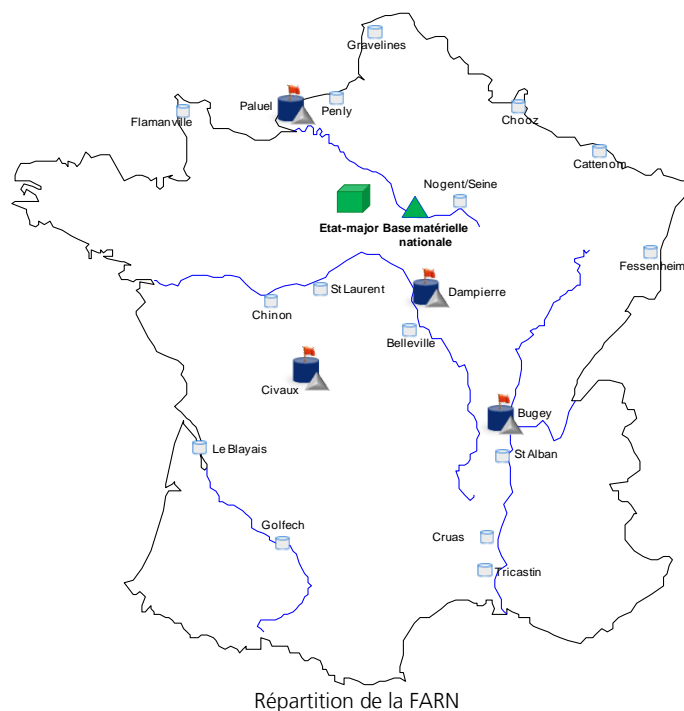 Gravelines
Paluel
Penly
Flamanville
Chooz
Cattenom
Nogent/Seine
Etat-major
Base matérielle
nationale
Fessenheim
St Laurent
Dampierre
Chinon
Belleville
Civaux
Bugey
Le Blayais
St Alban
Golfech
Cruas
Tricastin
Répartition de la FARN